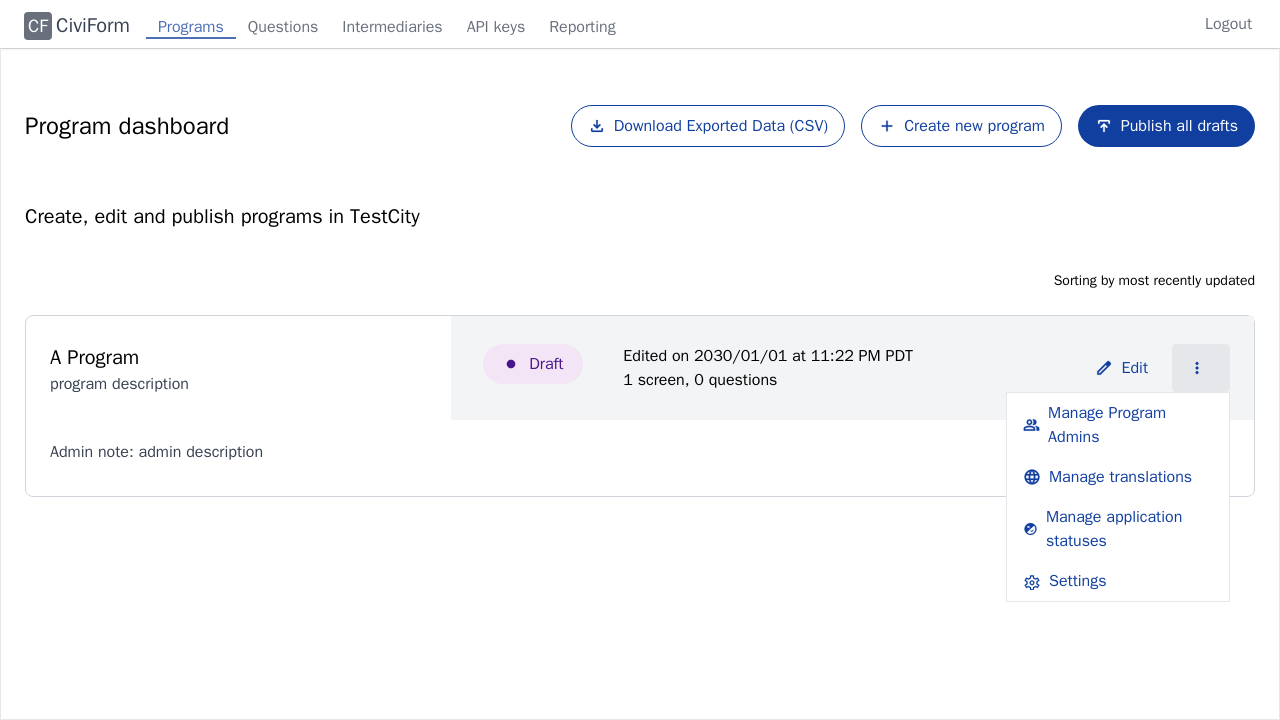 CF CiviForm Programs Questions Intermediaries API keys Reporting Logout
Program dashboard
Download Exported Data (CSV) Create new program Publish all drafts
Create, edit and publish programs in TestCity
Sorting by most recently updated
A Program
program description
Draft
Edited on 2030/01/01 at 11:22 PM PDT
1 screen, 0 questions
Edit
Manage Program
Admins
Manage translations
Manage application
statuses
Settings
Admin note: admin description